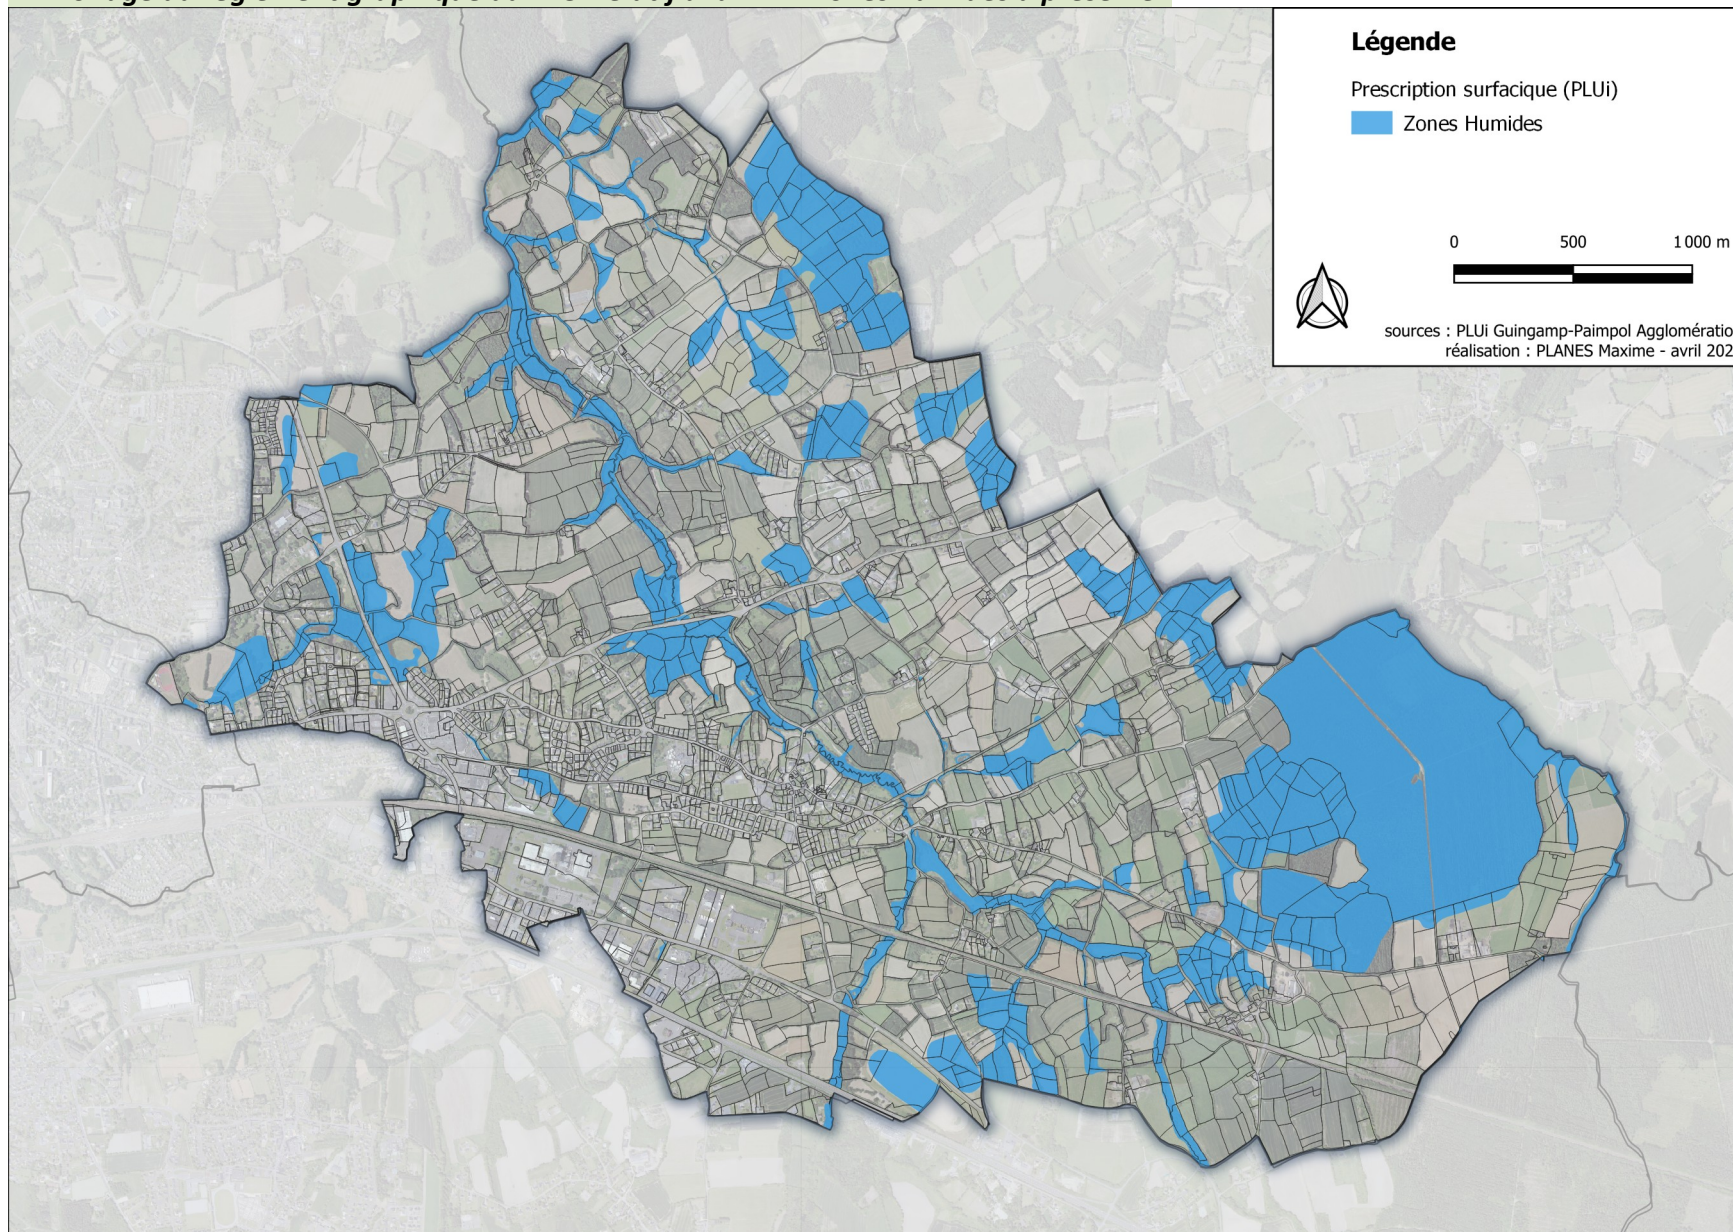 Légende
Prescription surfacique (PLUi)
Zones Humides
0 500 1 000 m
sources : PLUi Guingamp-Paimpol Agglomératio
réalisation : PLANES Maxime - avril 202